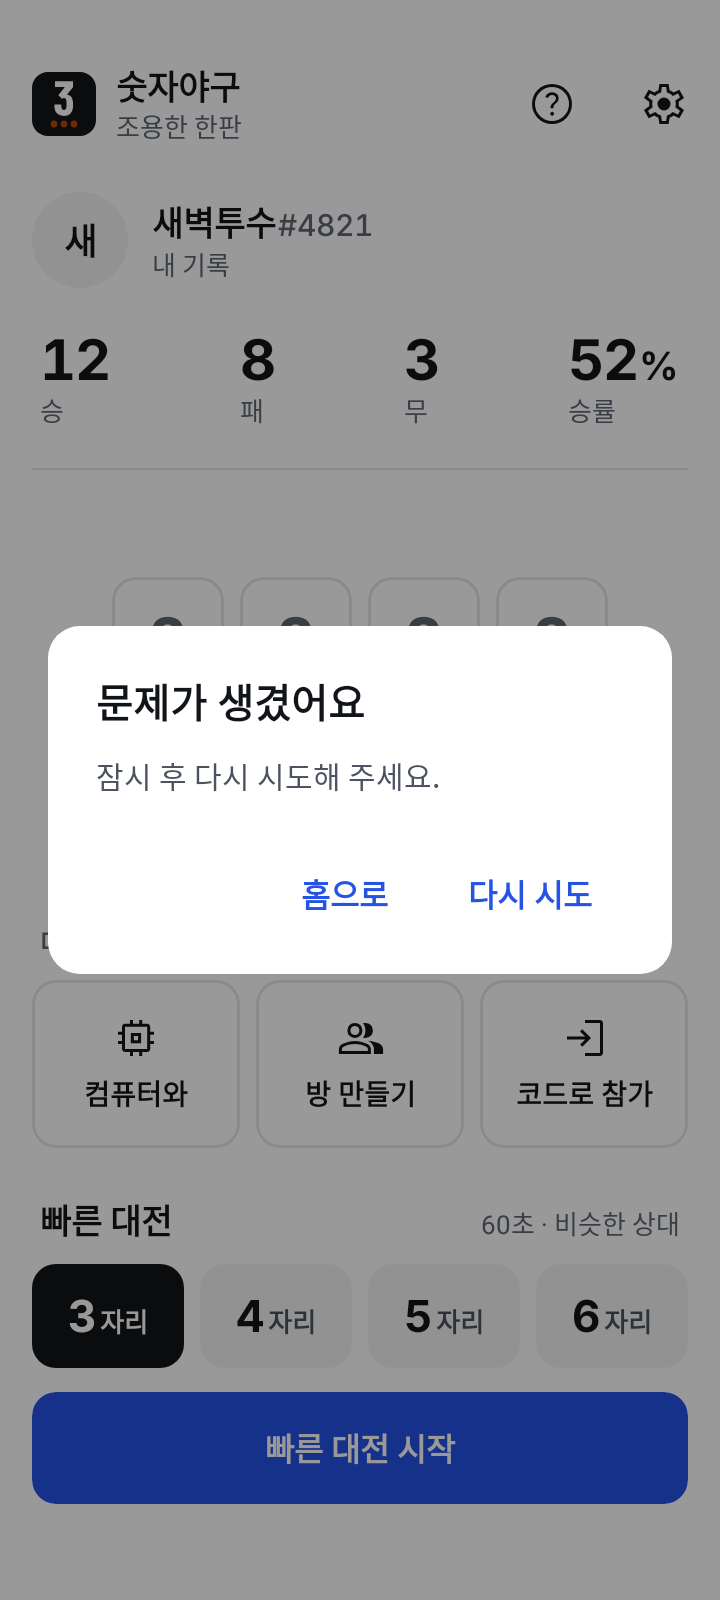 3
숫자야구
조용한 한판
새
새벽투수#4821
내 기록
12
8
3
52%
승
패
무
승률
문제가 생겼어요
잠시 후 다시 시도해 주세요.
홈으로
다시 시도
컴퓨터와
방 만들기
코드로 참가
빠른 대전
60초 · 비슷한 상대
3자리
4자리
5자리
6자리
빠른 대전 시작